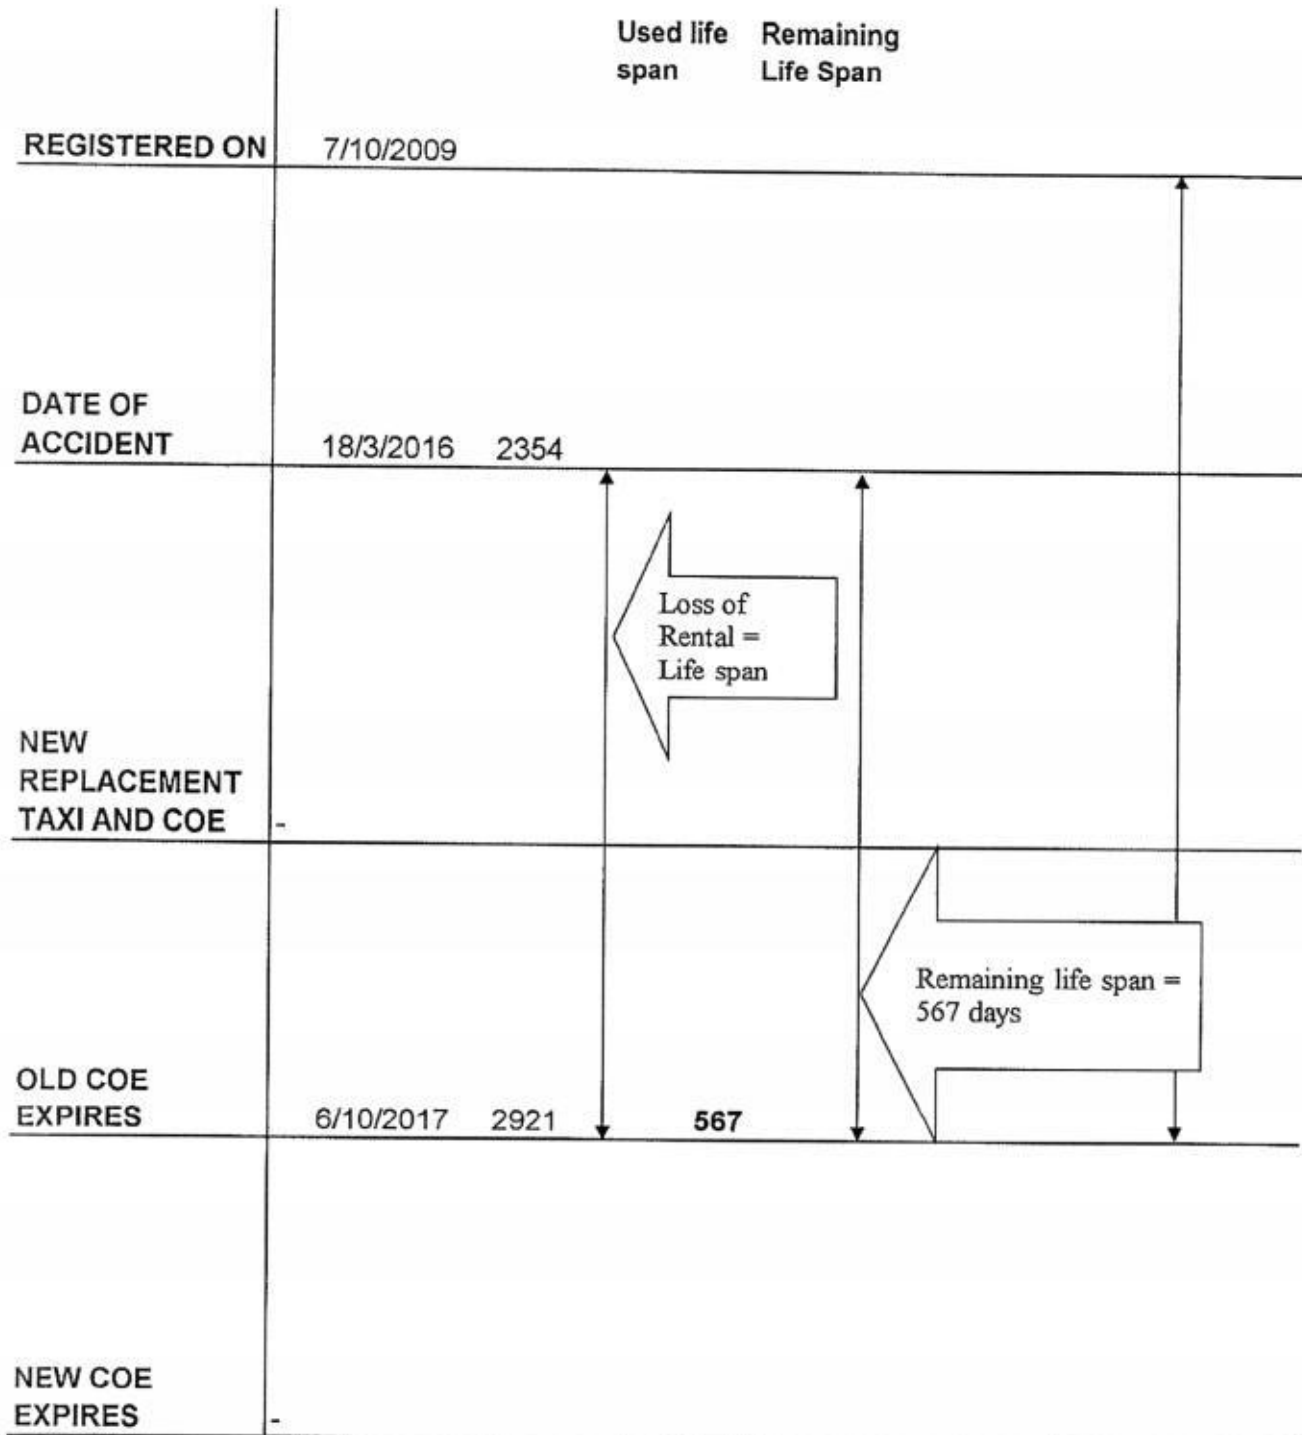 Used life Remaining
span Life Span
REGISTERED ON 7/10/2009
DATE OF
ACCIDENT 18/3/2016 2354
Loss of
Rental =
Life span
NEW
REPLACEMENT
TAXI AND COE -
Remaining life span =
567 days
OLD COE
EXPIRES 6/10/2017 2921 567
NEW COE
EXPIRES -